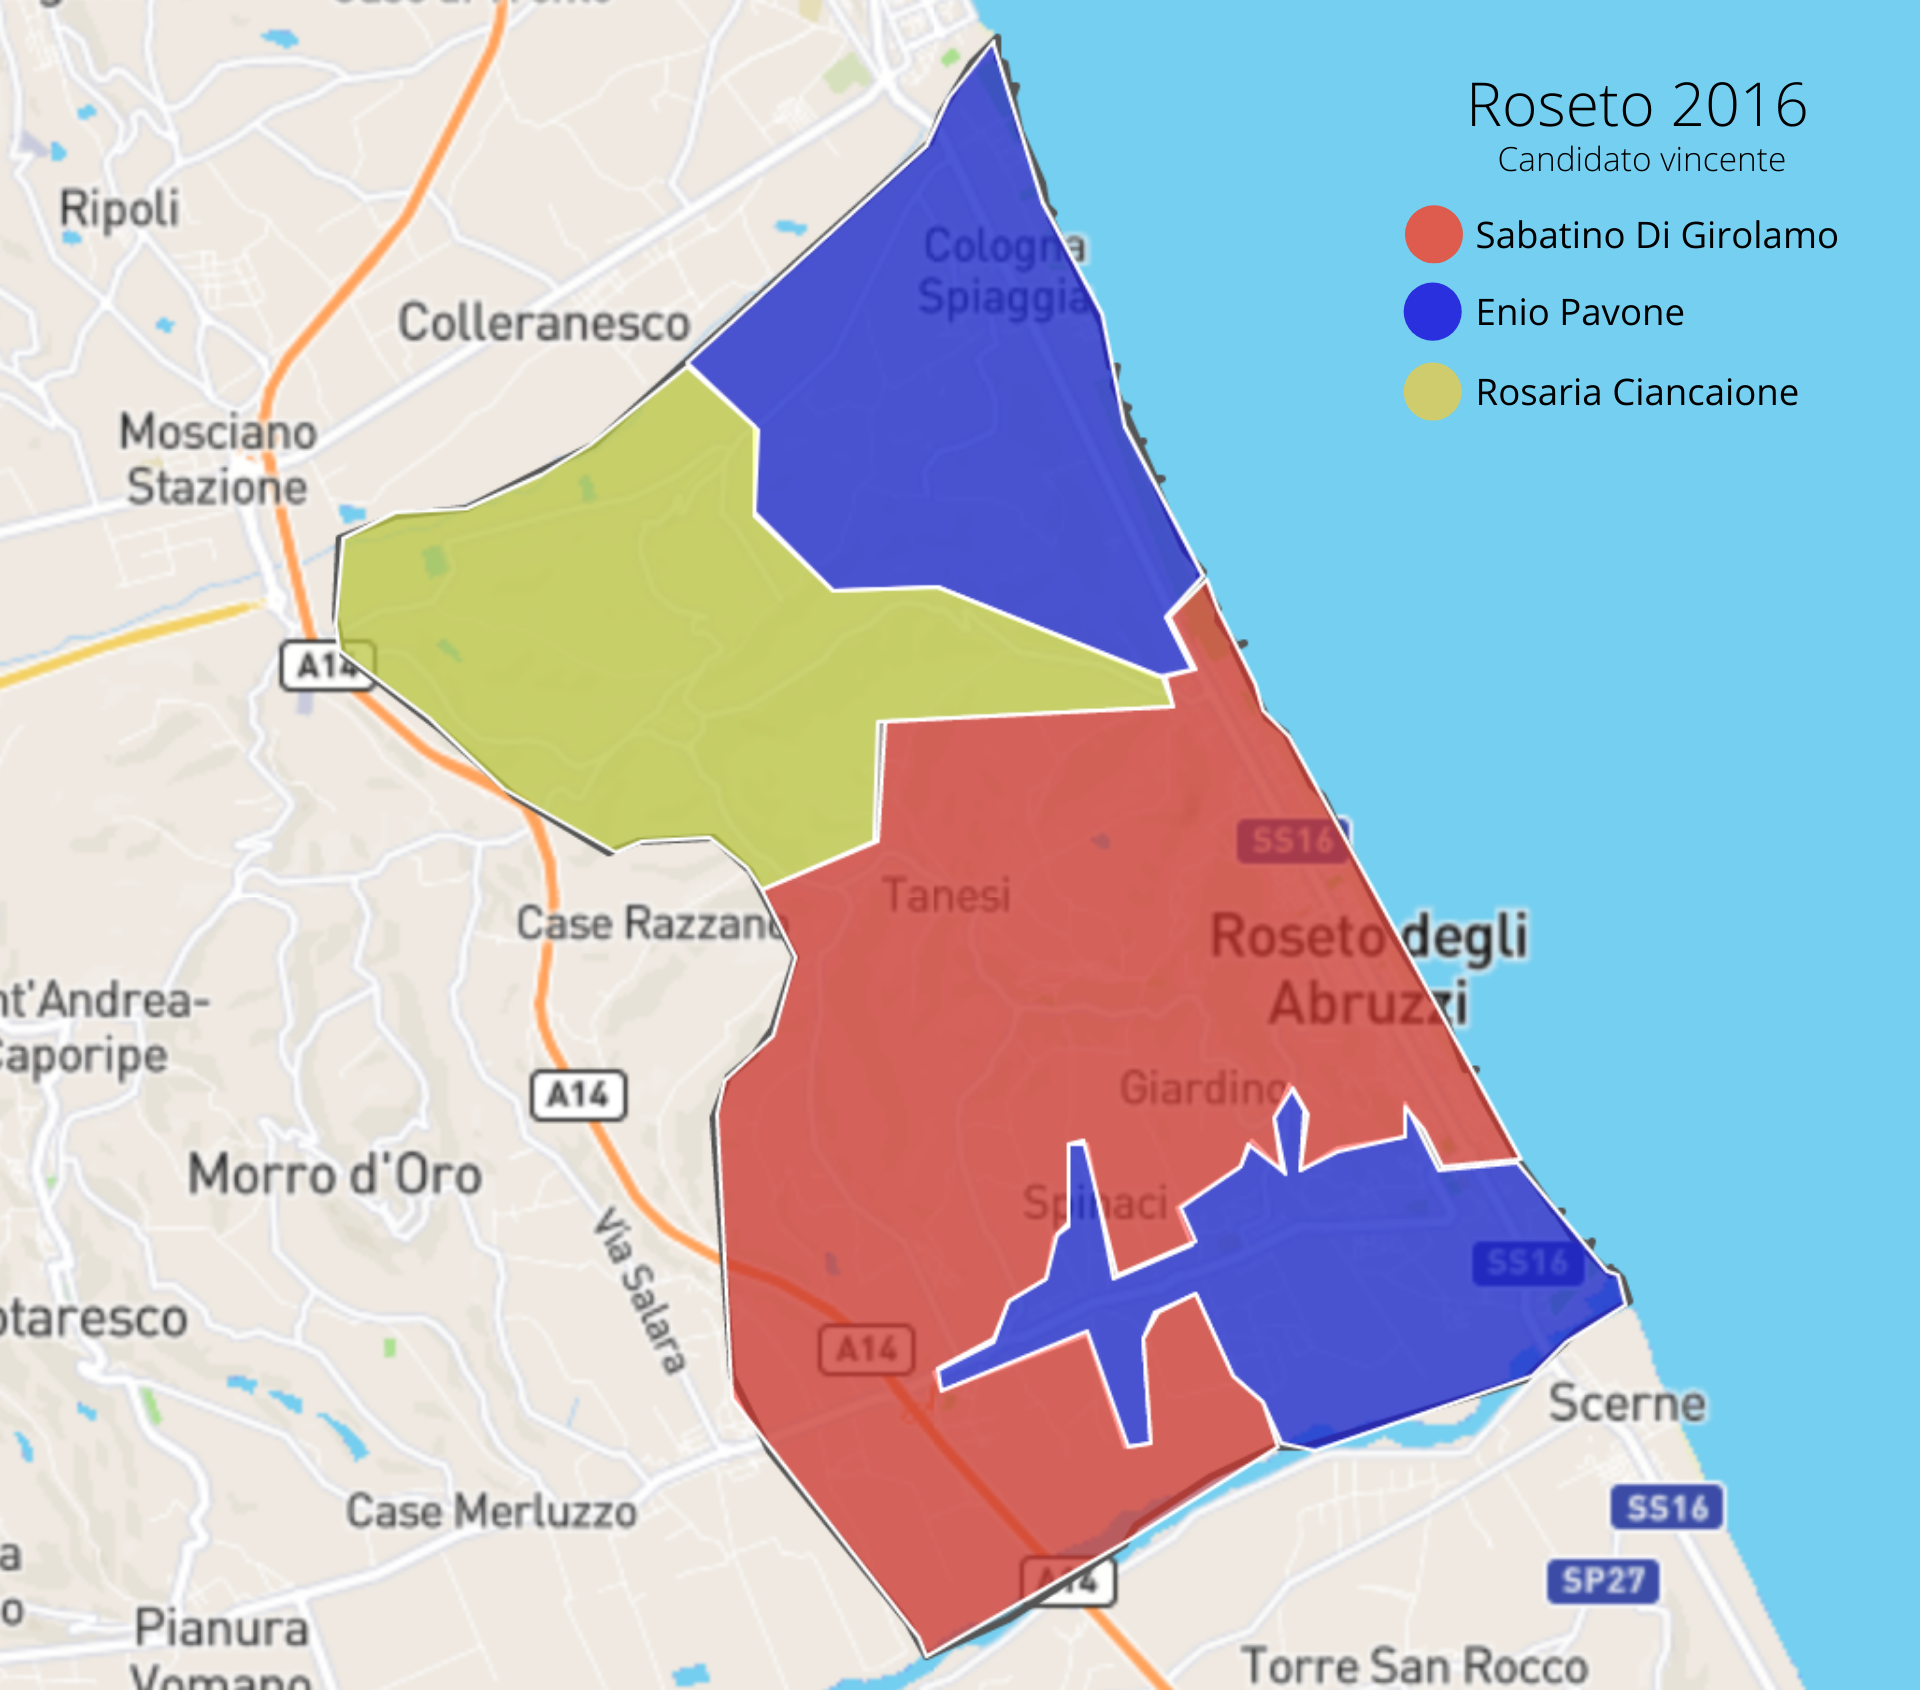 Roseto 2016
Candidato vincente
Sabatino Di Girolamo
Enio Pavone
Rosaria Ciancaione
Ripoli
Cologna
Spiaggia
Colleranesco
Mosciano
Stazione
A14
SS16
Tanesi
Case Razzano
Roseto degli
Abruzzi
nt'Andrea-
Caporipe
Giardino
A14
Morro d'Oro
Spinaci
Via Salara
SS16
otaresco
A14
Scerne
Case Merluzzo
SS16
a
o
A14
SP27
Pianura
Vomano
Torre San Rocco